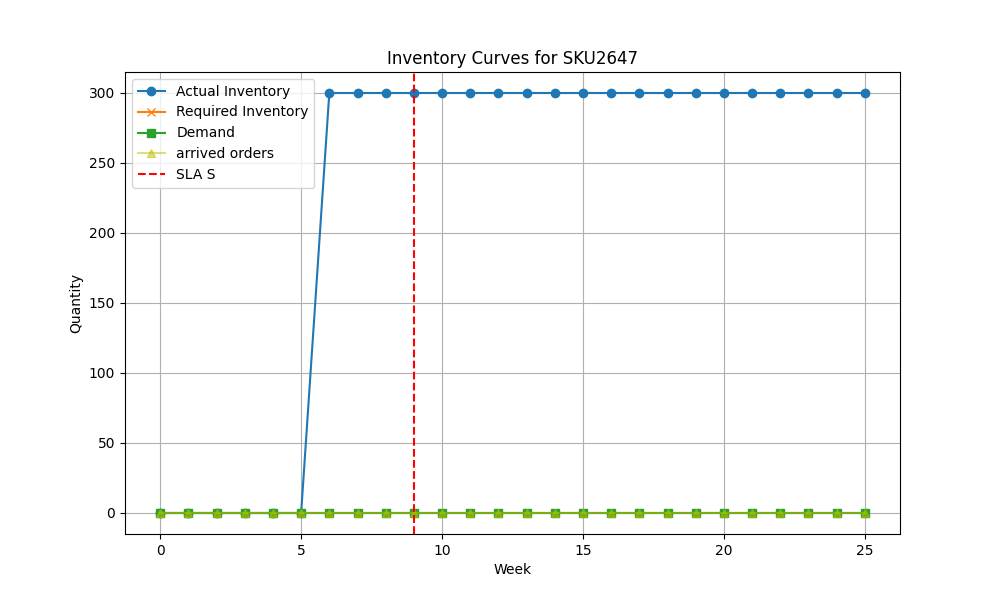 Inventory Curves for SKU2647
Actual Inventory
Required Inventory
Demand
arrived orders
SLA S
300
250
200
150
100
50
0
Quantity
0 5 10 15 20 25
Week